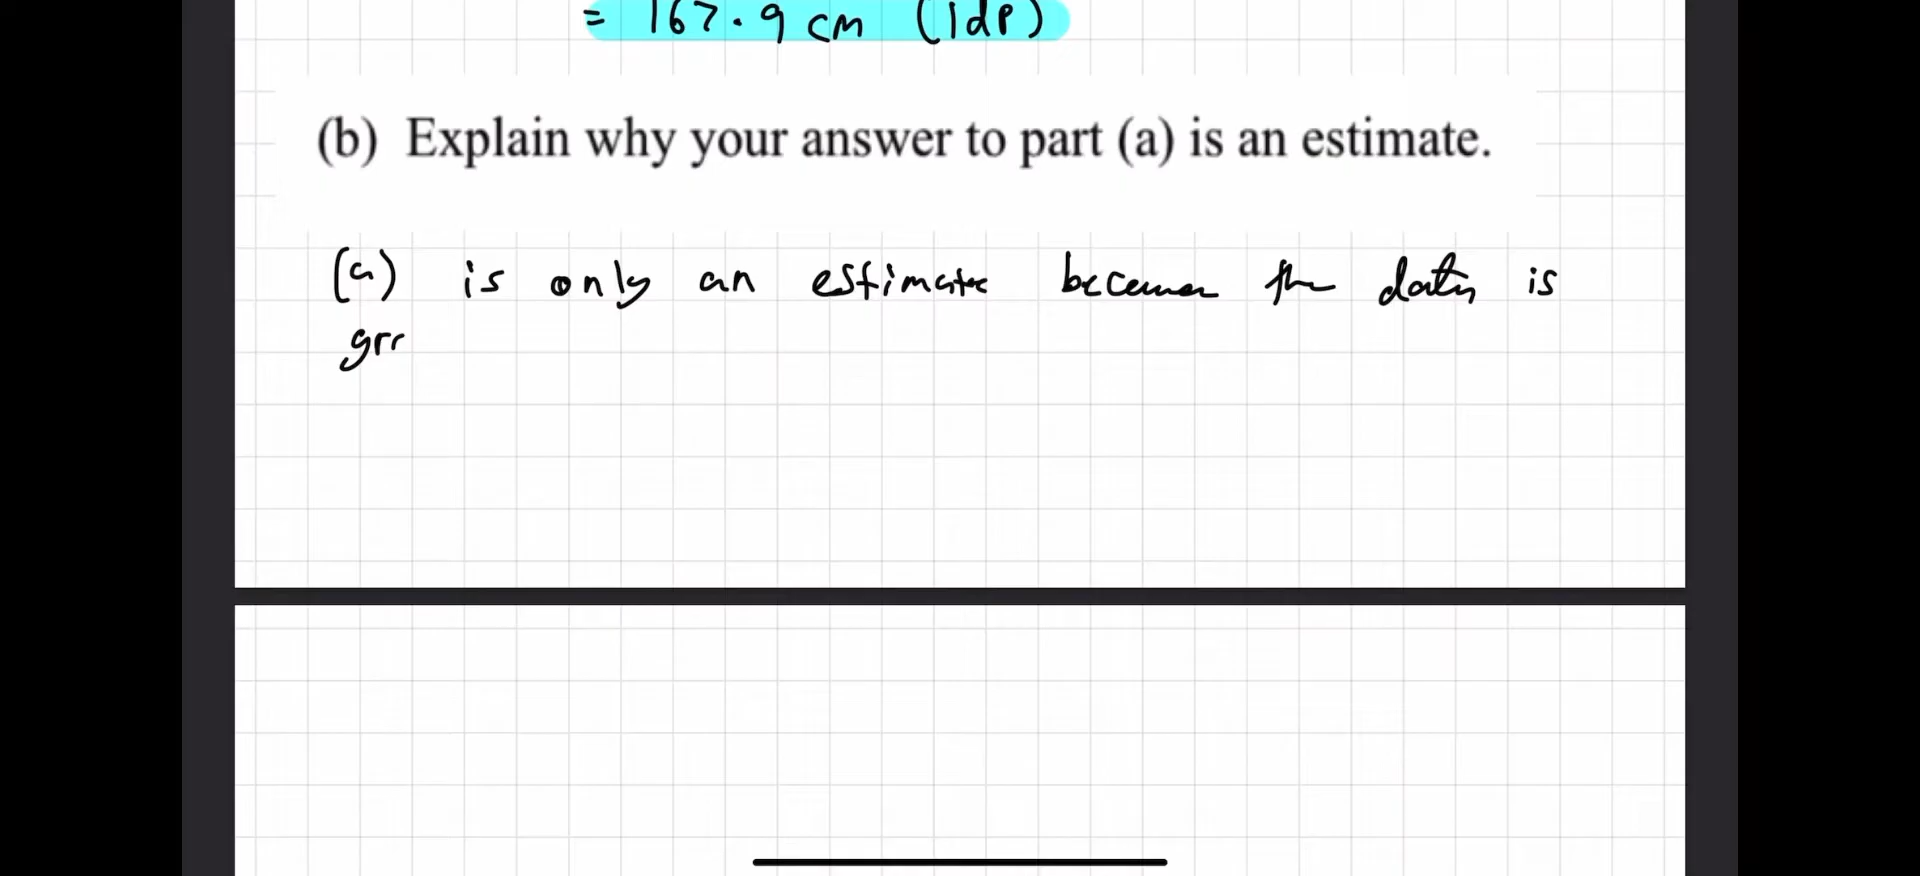 = 167.9 cm (1dp)
(b) Explain why your answer to part (a) is an estimate.
(a) is only an estimate because the data is
grr